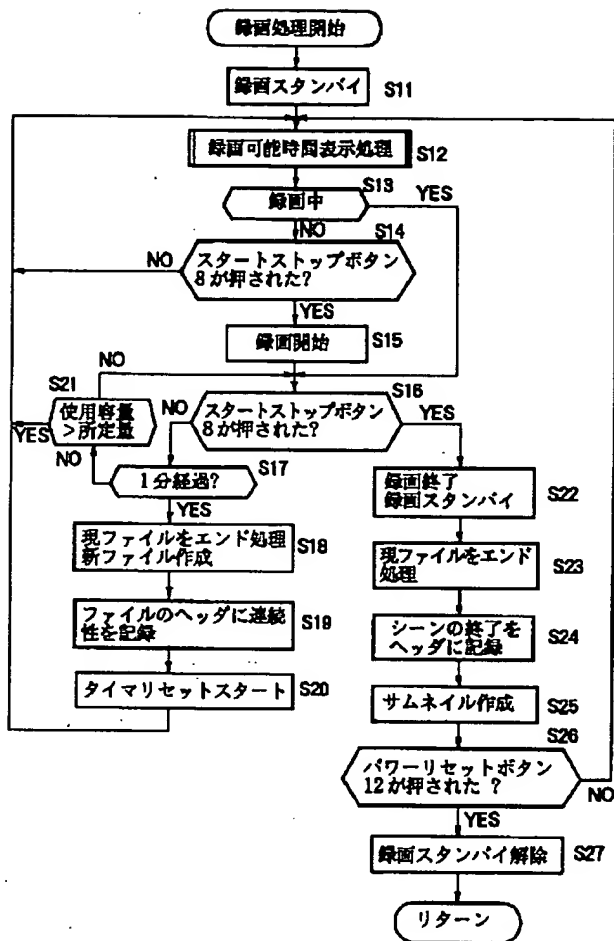 録画処理開始
録画スタンバイ S11
録画可能時間表示処理 S12
録画中 S13
YES
NO
S14
NO
スタートストップボタン
8が押された?
YES
録画開始 S15
NO
S21
使用容量
>所定量
YES
NO
S16
NO
スタートストップボタン
8が押された?
YES
1分経過? S17
YES
現ファイルをエンド処理
新ファイル作成
S18
ファイルのヘッダに連続
性を記録
S19
タイマリセットスタート S20
録画終了
録画スタンバイ
S22
現ファイルをエンド
処理
S23
シーンの終了を
ヘッダに記録
S24
サムネイル作成 S25
S26
パワーリセットボタン
12が押された ?
NO
YES
録画スタンバイ解除 S27
リターン